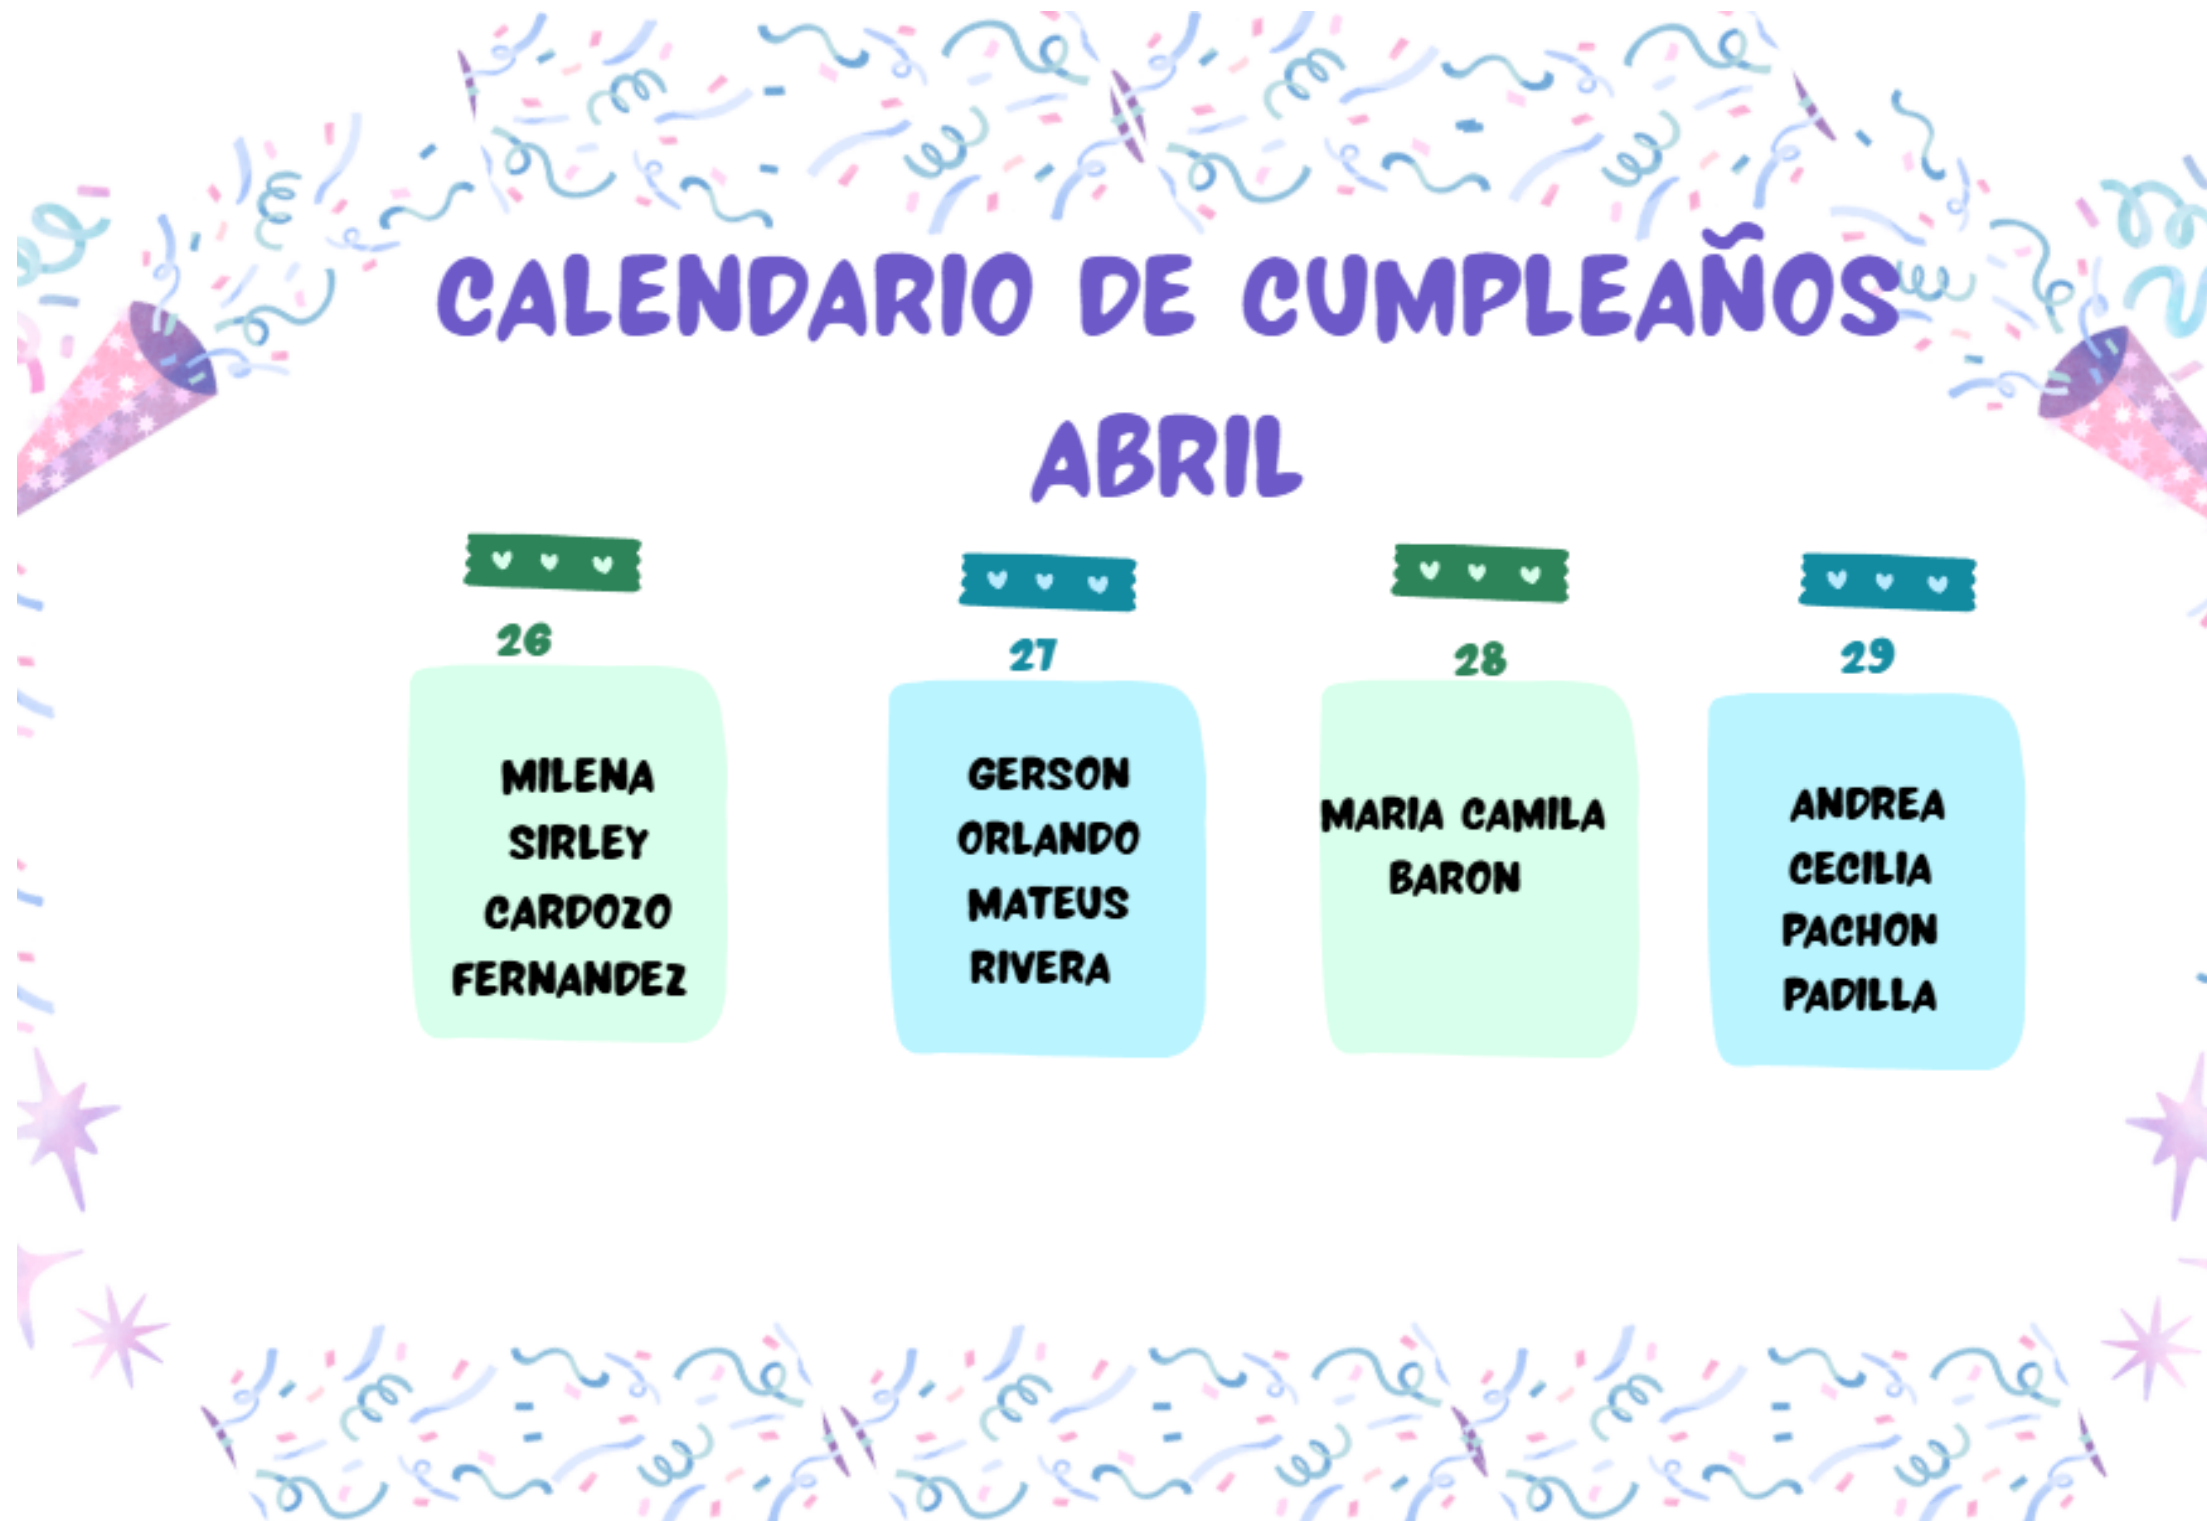 CALENDARIO DE CUMPLEAÑOS
ABRIL
26
MILENA
SIRLEY
CARDOZO
FERNANDEZ
27
GERSON
ORLANDO
MATEUS
RIVERA
28
MARIA CAMILA
BARON
29
ANDREA
CECILIA
PACHON
PADILLA